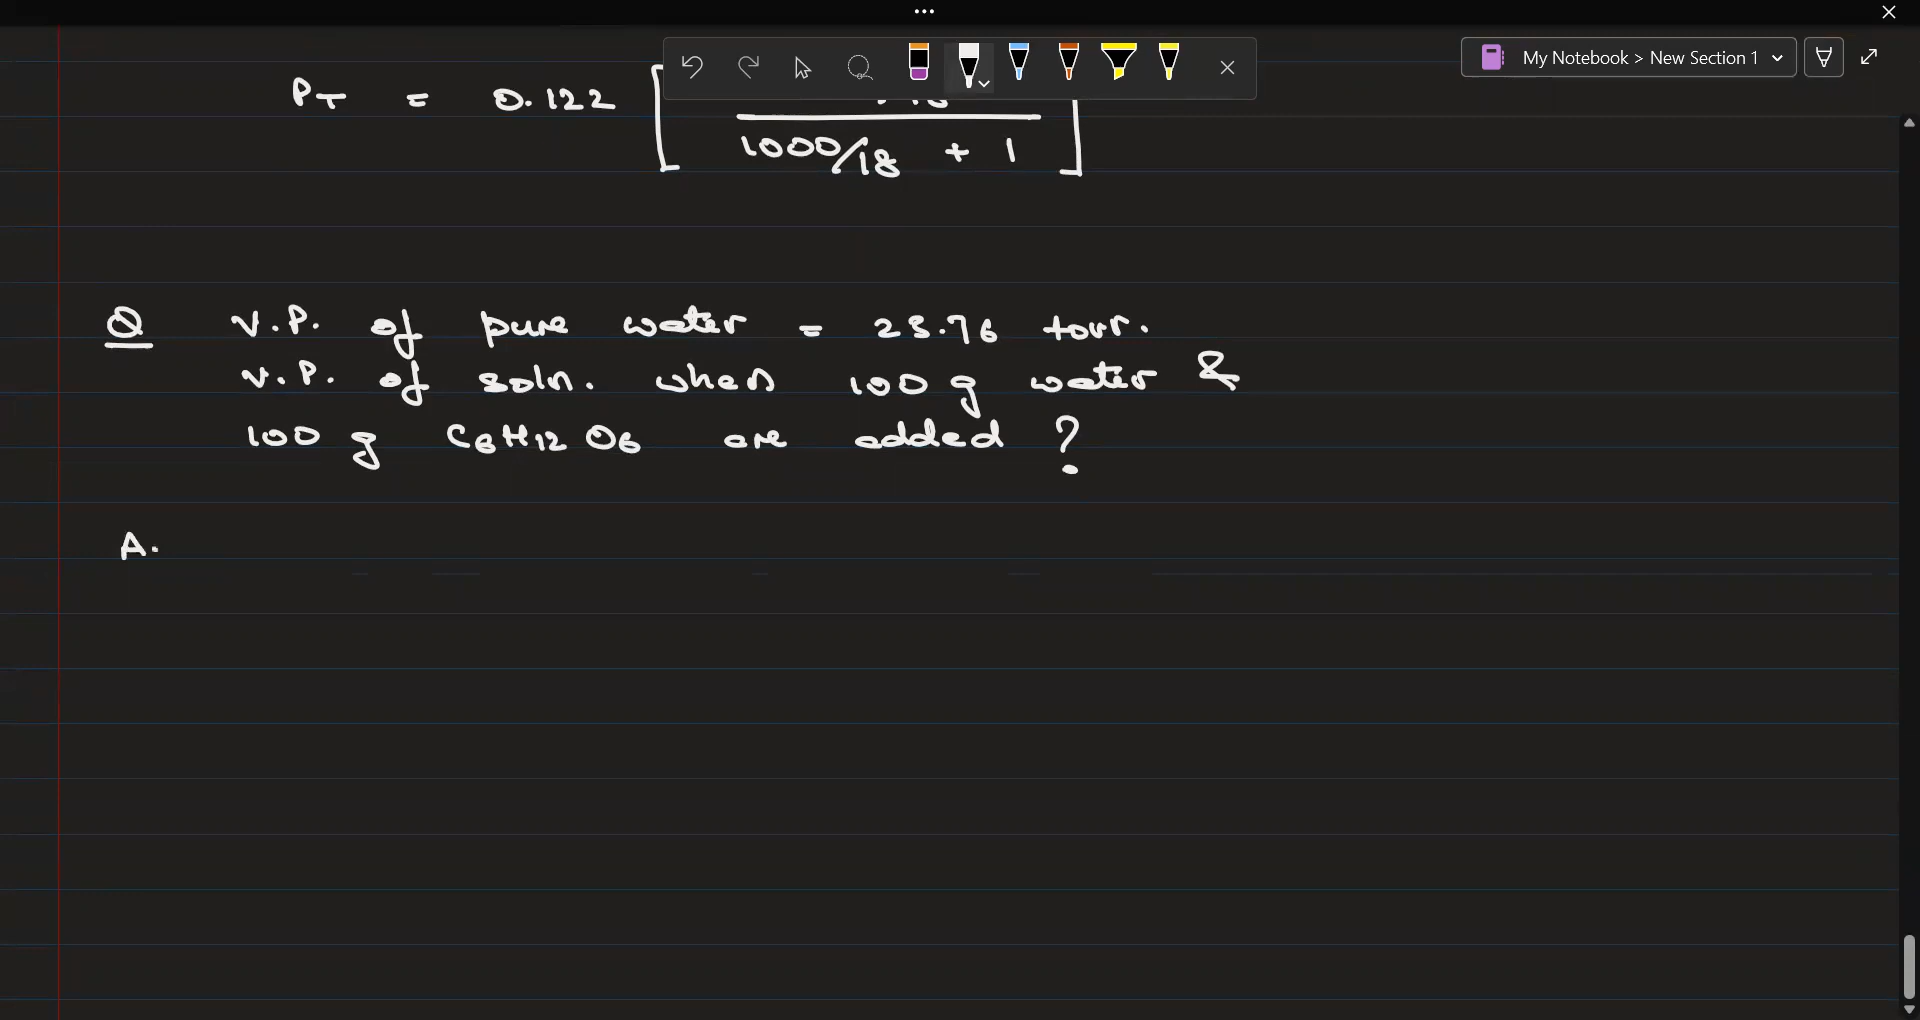 My Notebook > New Section 1
PT = 0.122 [ 1000/18 + 1 ]
Q V.P. of pure water = 23.76 torr.
V.P. of soln. when 100 g water &
100 g C6H12O6 are added ?
A.